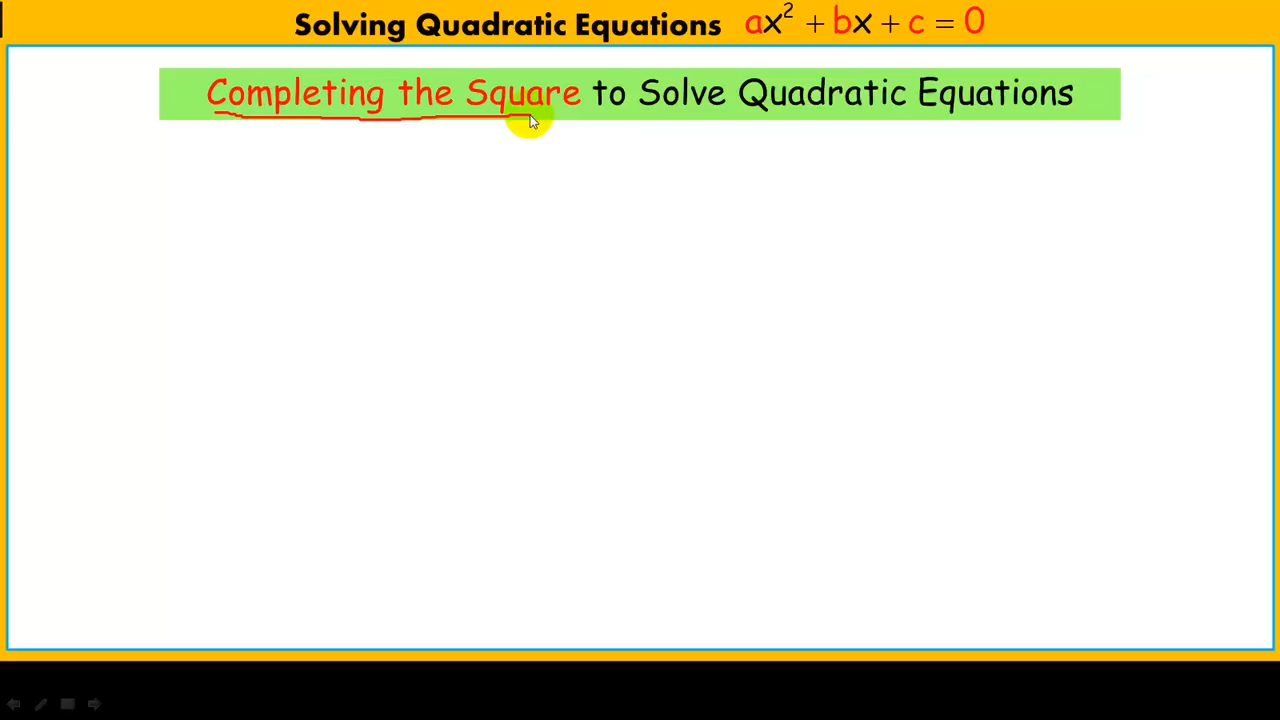 Solving Quadratic Equations ax² + bx + c = 0
Completing the Square to Solve Quadratic Equations